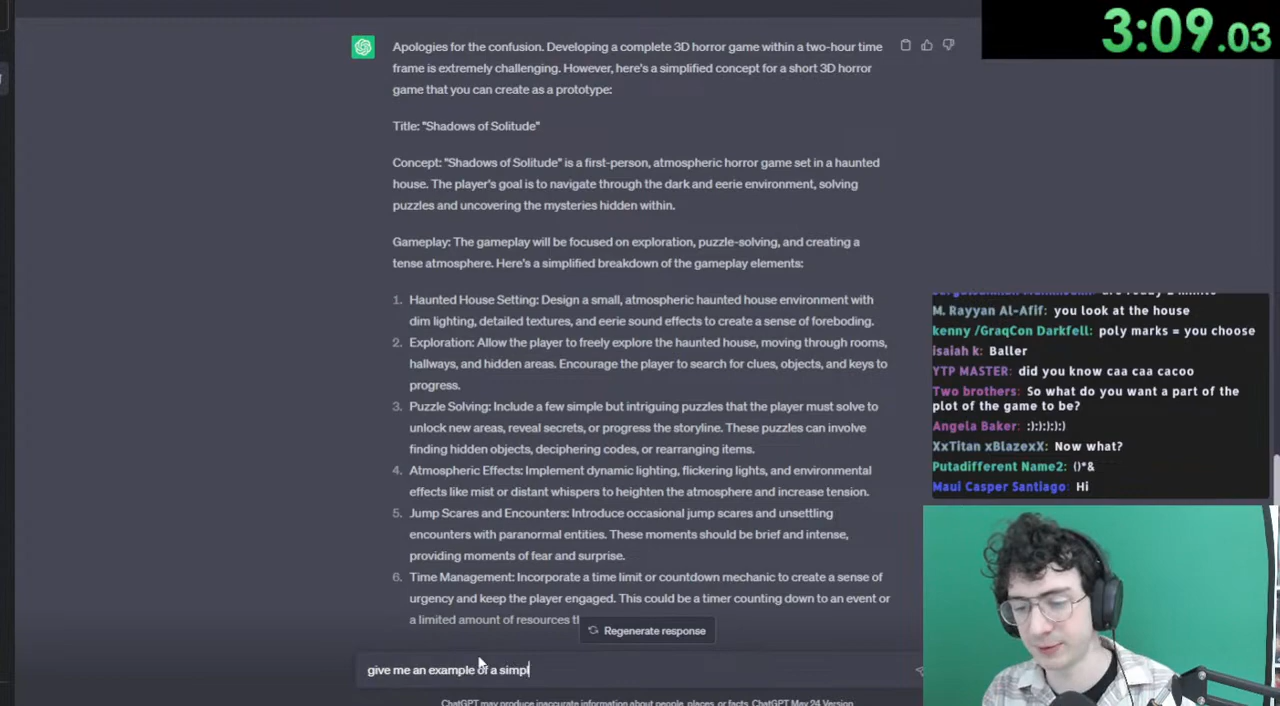 3:09.03
Apologies for the confusion. Developing a complete 3D horror game within a two-hour time
frame is extremely challenging. However, here's a simplified concept for a short 3D horror
game that you can create as a prototype:
Title: "Shadows of Solitude"
Concept: "Shadows of Solitude" is a first-person, atmospheric horror game set in a haunted
house. The player's goal is to navigate through the dark and eerie environment, solving
puzzles and uncovering the mysteries hidden within.
Gameplay: The gameplay will be focused on exploration, puzzle-solving, and creating a
tense atmosphere. Here's a simplified breakdown of the gameplay elements:
1. Haunted House Setting: Design a small, atmospheric haunted house environment with
dim lighting, detailed textures, and eerie sound effects to create a sense of foreboding.
2. Exploration: Allow the player to freely explore the haunted house, moving through rooms,
hallways, and hidden areas. Encourage the player to search for clues, objects, and keys to
progress.
3. Puzzle Solving: Include a few simple but intriguing puzzles that the player must solve to
unlock new areas, reveal secrets, or progress the storyline. These puzzles can involve
finding hidden objects, deciphering codes, or rearranging items.
4. Atmospheric Effects: Implement dynamic lighting, flickering lights, and environmental
effects like mist or distant whispers to heighten the atmosphere and increase tension.
5. Jump Scares and Encounters: Introduce occasional jump scares and unsettling
encounters with paranormal entities. These moments should be brief and intense,
providing moments of fear and surprise.
6. Time Management: Incorporate a time limit or countdown mechanic to create a sense of
urgency and keep the player engaged. This could be a timer counting down to an event or
a limited amount of resources
Regenerate response
give me an example of a simpl
ChatGPT may produce inaccurate information about people, places, or facts. ChatGPT May 24 Version
M. Rayyan Al-Afif: you look at the house
kenny /GraqCon Darkfell: poly marks = you choose
isaiah k: Baller
YTP MASTER: did you know caa caa cacoo
Two brothers: So what do you want a part of the
plot of the game to be?
Angela Baker: :):):):):)
XxTitan xBlazexX: Now what?
Putadifferent Name2: ()*&
Maui Casper Santiago: Hi